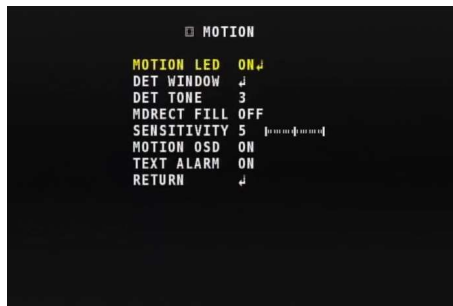 MOTION
MOTION LED ON↲
DET WINDOW ↲
DET TONE 3
MDRECT FILL OFF
SENSITIVITY 5
MOTION OSD ON
TEXT ALARM ON
RETURN ↲